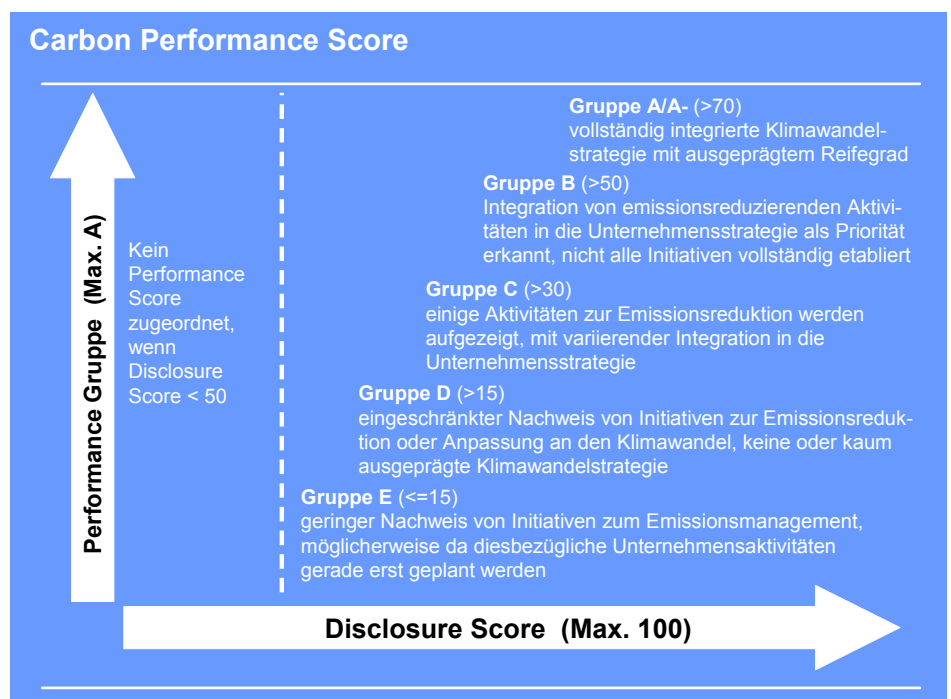 Carbon Performance Score
Performance Gruppe (Max. A)
Kein
Performance
Score
zugeordnet,
wenn
Disclosure
Score < 50
Gruppe A/A- (>70)
vollständig integrierte Klimawandel-
strategie mit ausgeprägtem Reifegrad
Gruppe B (>50)
Integration von emissionsreduzierenden Aktivi-
täten in die Unternehmensstrategie als Priorität
erkannt, nicht alle Initiativen vollständig etabliert
Gruppe C (>30)
einige Aktivitäten zur Emissionsreduktion werden
aufgezeigt, mit variierender Integration in die
Unternehmensstrategie
Gruppe D (>15)
eingeschränkter Nachweis von Initiativen zur Emissionsreduk-
tion oder Anpassung an den Klimawandel, keine oder kaum
ausgeprägte Klimawandelstrategie
Gruppe E (<=15)
geringer Nachweis von Initiativen zum Emissionsmanagement,
möglicherweise da diesbezügliche Unternehmensaktivitäten
gerade erst geplant werden
Disclosure Score (Max. 100)